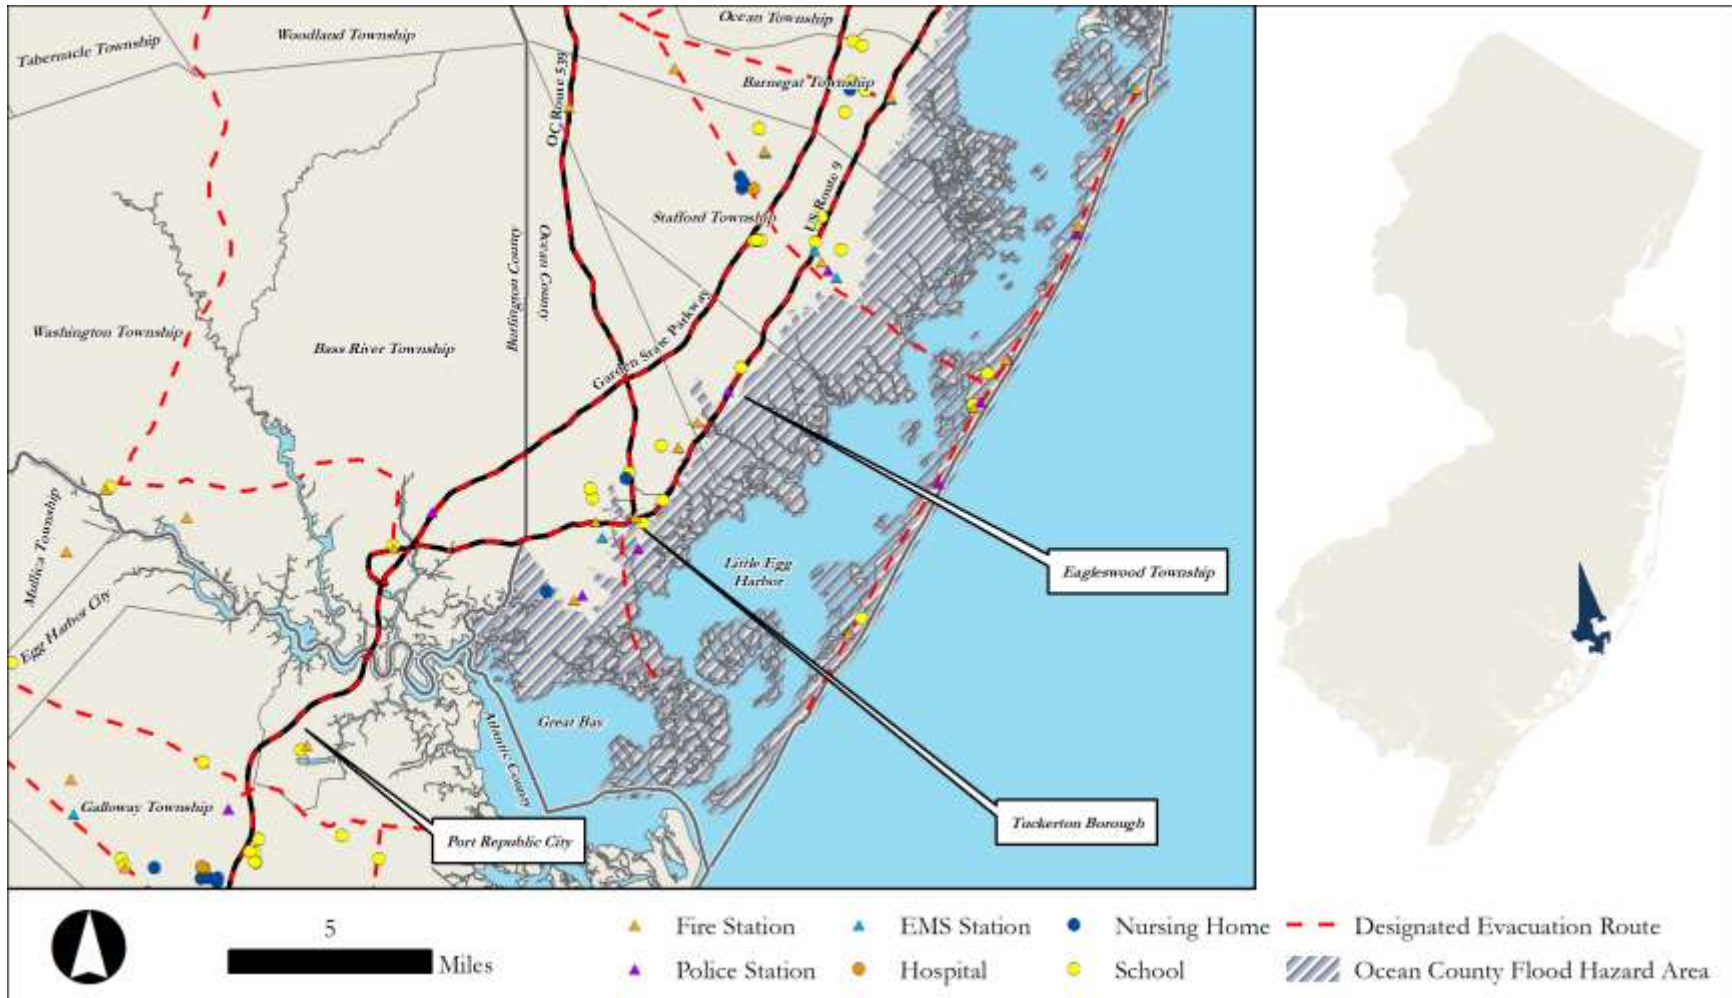 Ocean Township
Woodland Township
Tabernacle Township
OC Route 539
Barnegat Township
US Route 9
Stafford Township
Burlington County
Ocean County
Washington Township
Bass River Township
Garden State Parkway
Mullica Township
Little Egg
Harbor
Eagleswood Township
Egg Harbor City
Great Bay
Atlantic County
Galloway Township
Port Republic City
Tuckerton Borough
5
Miles
Fire Station
EMS Station
Nursing Home
Designated Evacuation Route
Police Station
Hospital
School
Ocean County Flood Hazard Area